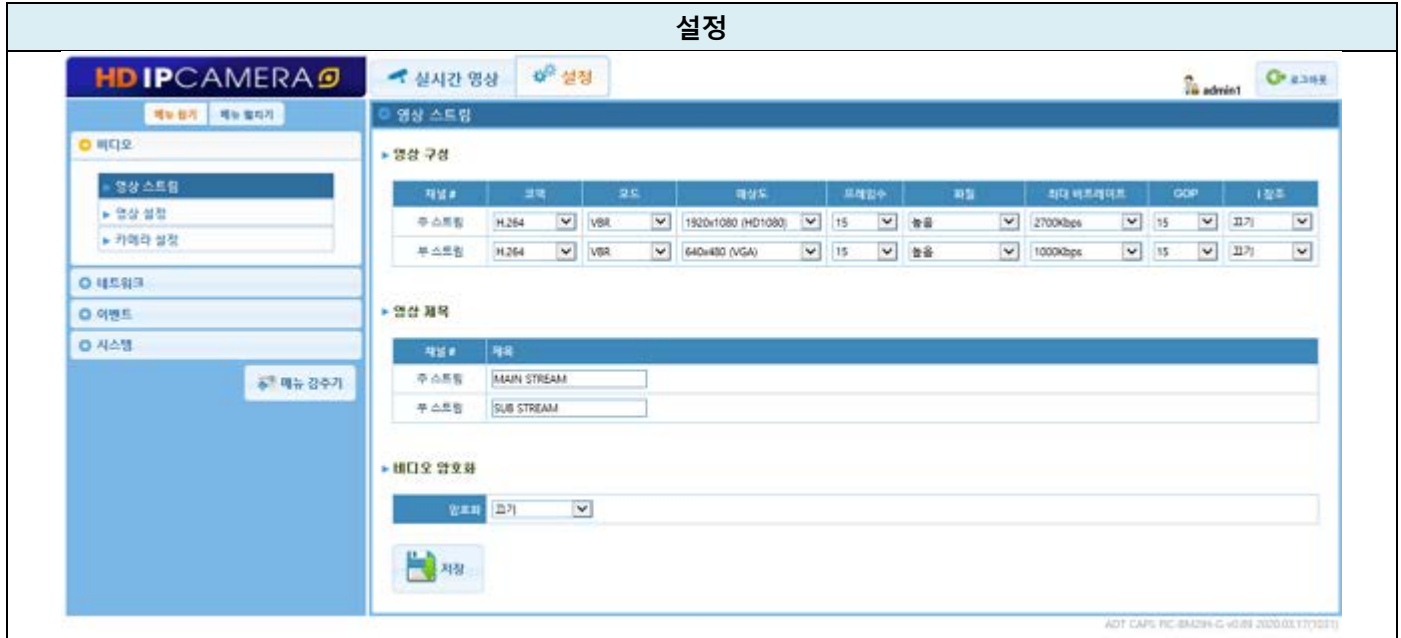 설정
HD IPCAMERA
실시간 영상
설정
admin1
로그아웃
메뉴 접기
메뉴 펼치기
영상 스트림
비디오
영상 스트림
영상 설정
카메라 설정
네트워크
이벤트
시스템
메뉴 감추기
영상 구성
채널 # 코덱 모드 해상도 프레임수 화질 최대 비트레이트 GOP
주 스트림 H.264 VBR 1920x1080 (HD1080) 15 높음 2700Kbps 15 끄기
부 스트림 H.264 VBR 640x480 (VGA) 15 높음 1000Kbps 15 끄기
영상 제목
채널 # 제목
주 스트림 MAIN STREAM
부 스트림 SUB STREAM
비디오 암호화
암호화 끄기
저장